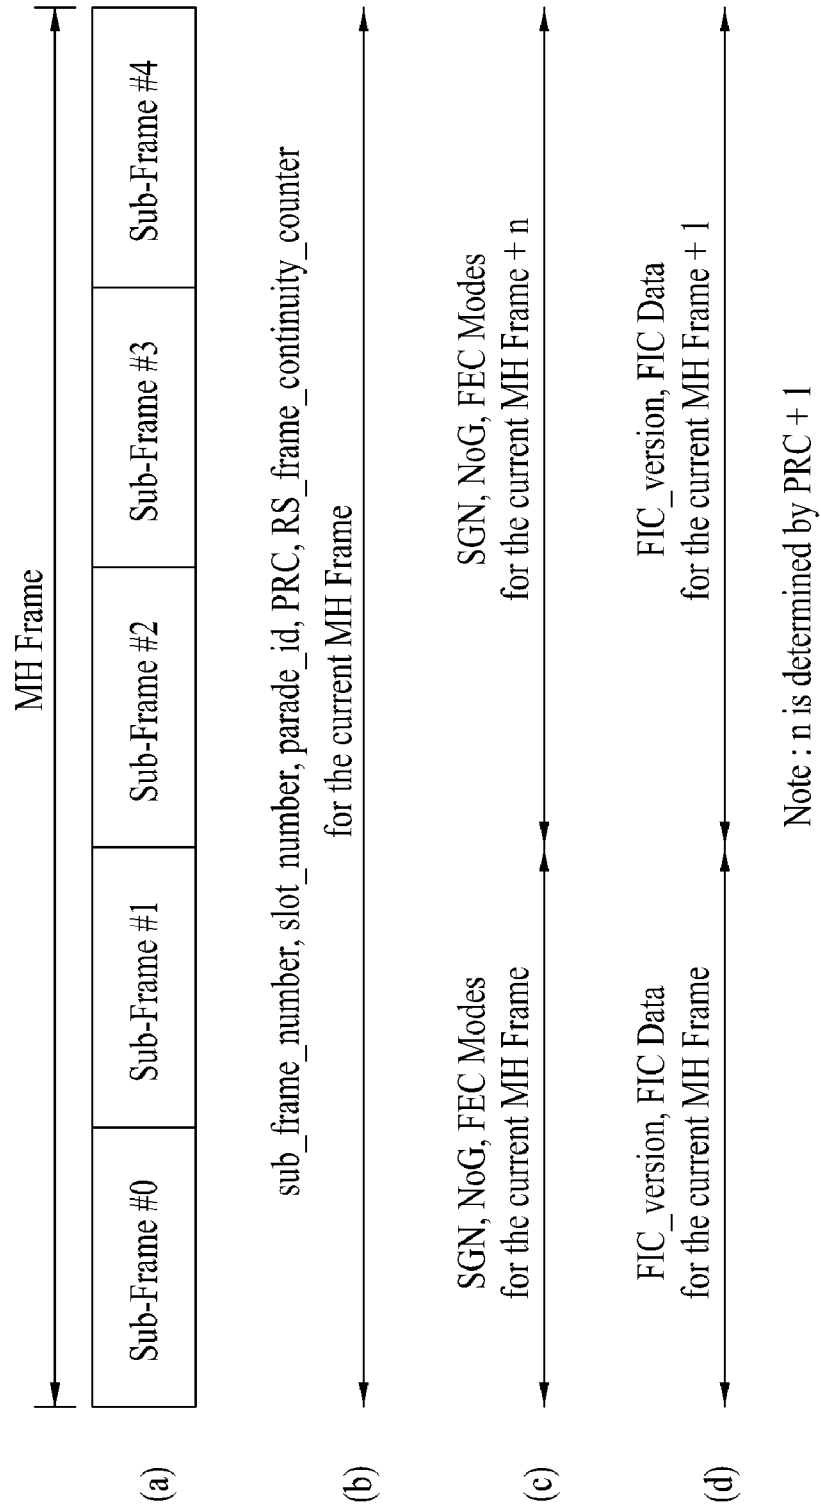 MH Frame
(a)
Sub-Frame #0
Sub-Frame #1
Sub-Frame #2
Sub-Frame #3
Sub-Frame #4
(b)
sub_frame_number, slot_number, parade_id, PRC, RS_frame_continuity_counter
for the current MH Frame
(c)
SGN, NoG, FEC Modes
for the current MH Frame
SGN, NoG, FEC Modes
for the current MH Frame + n
(d)
FIC_version, FIC Data
for the current MH Frame
FIC_version, FIC Data
for the current MH Frame + 1
Note : n is determined by PRC + 1